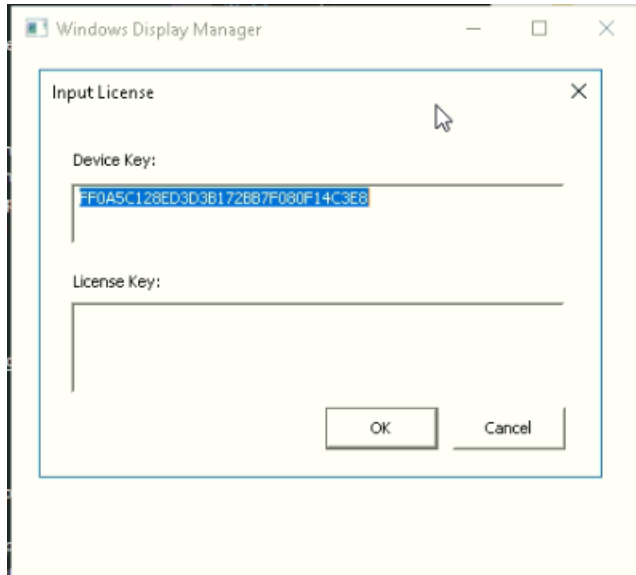 Windows Display Manager
Input License
Device Key:
FF0A5C128ED3D3B172BB7F080F14C3E8
License Key:
OK
Cancel